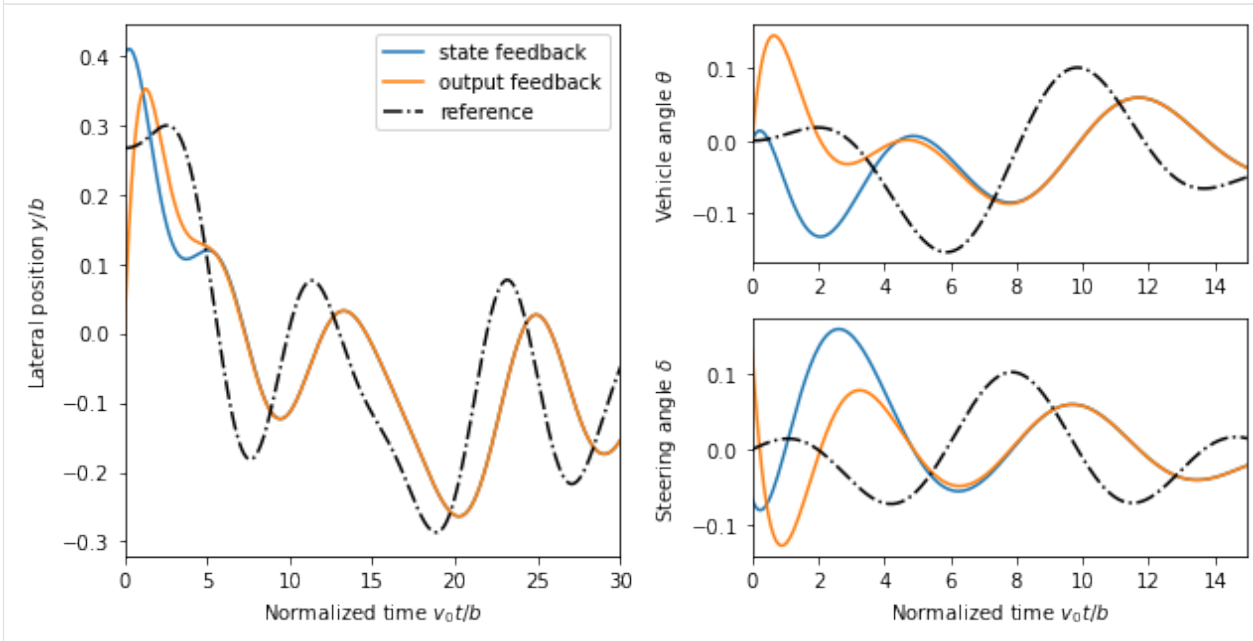 Lateral position y/b
0.4
0.3
0.2
0.1
0.0
−0.1
−0.2
−0.3
state feedback
output feedback
reference
0 5 10 15 20 25 30
Normalized time v₀t/b
Vehicle angle θ
0.1
0.0
−0.1
0 2 4 6 8 10 12 14
Steering angle δ
0.1
0.0
−0.1
0 2 4 6 8 10 12 14
Normalized time v₀t/b